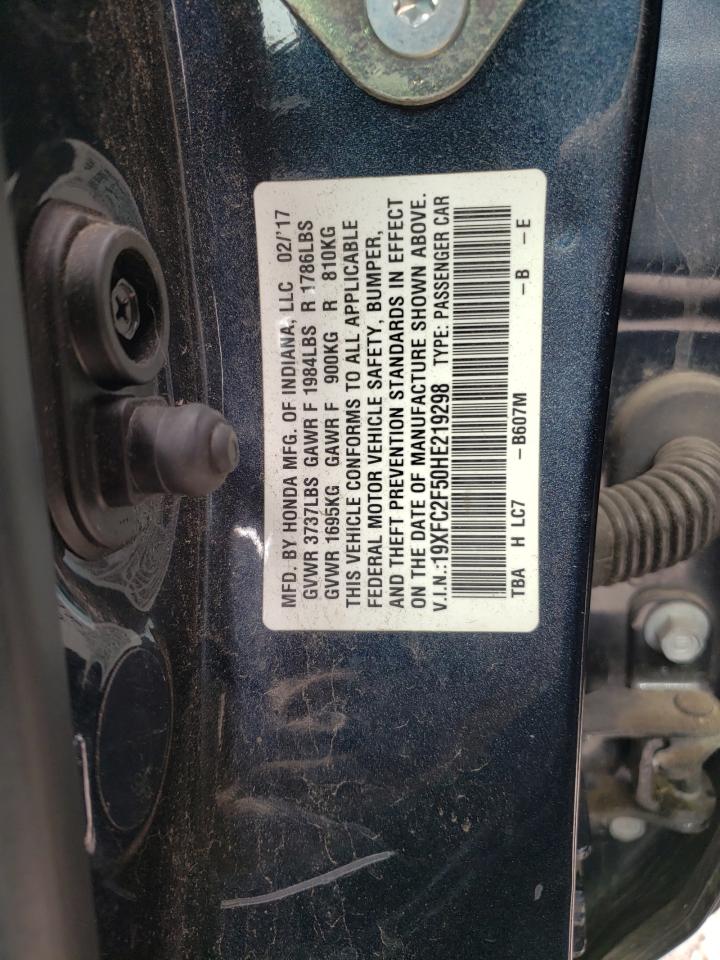 MFD. BY HONDA MFG. OF INDIANA, LLC 02/'17
GVWR 3737LBS GAWR F 1984LBS R 1786LBS
GVWR 1695KG GAWR F 900KG R 810KG
THIS VEHICLE CONFORMS TO ALL APPLICABLE
FEDERAL MOTOR VEHICLE SAFETY, BUMPER,
AND THEFT PREVENTION STANDARDS IN EFFECT
ON THE DATE OF MANUFACTURE SHOWN ABOVE.
V.I.N.:19XFC2F50HE219298 TYPE: PASSENGER CAR
TBA H LC7 -B607M -B -E